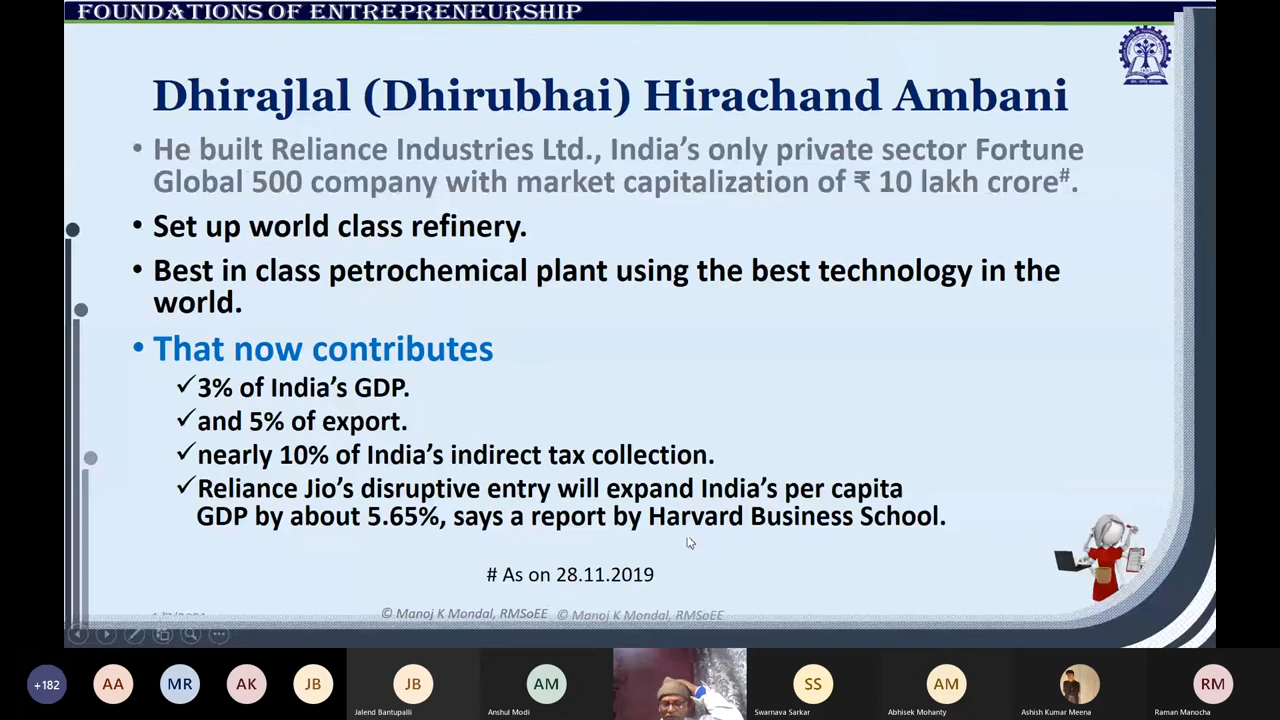 FOUNDATIONS OF ENTREPRENEURSHIP
Dhirajlal (Dhirubhai) Hirachand Ambani
• He built Reliance Industries Ltd., India's only private sector Fortune
Global 500 company with market capitalization of ₹ 10 lakh crore#.
• Set up world class refinery.
• Best in class petrochemical plant using the best technology in the
world.
• That now contributes
✓3% of India's GDP.
✓and 5% of export.
✓nearly 10% of India's indirect tax collection.
✓Reliance Jio's disruptive entry will expand India's per capita
GDP by about 5.65%, says a report by Harvard Business School.
# As on 28.11.2019
© Manoj K Mondal, RMSoEE © Manoj K Mondal, RMSoEE
+182 AA MR AK JB JB AM SS AM RM
Jalend Bantupalli Anshul Modi Swarnava Sarkar Abhisek Mohanty Ashish Kumar Meena Raman Manocha